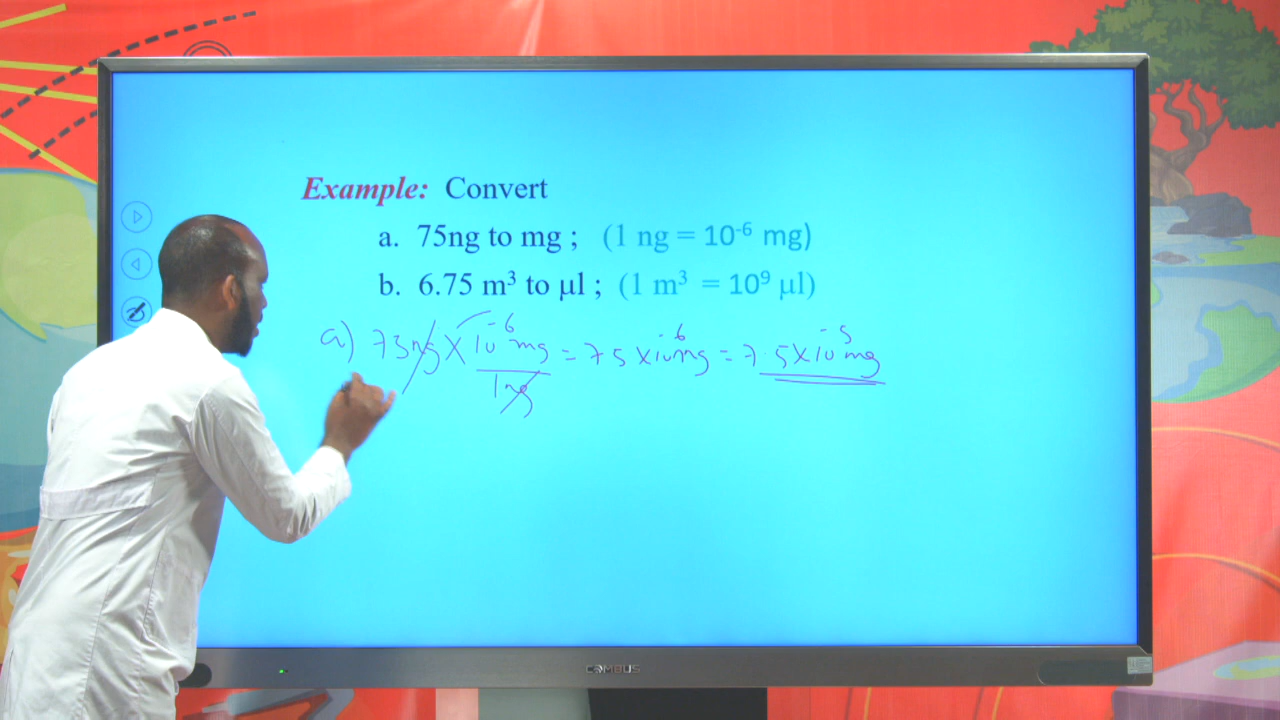 Example: Convert
a. 75ng to mg ; (1 ng = 10⁻⁶ mg)
b. 6.75 m³ to μl ; (1 m³ = 10⁹ μl)
a) 75ng × 10⁻⁶ mg / 1ng = 75 × 10⁻⁶ mg = 7.5 × 10⁻⁵ mg
COMBUS